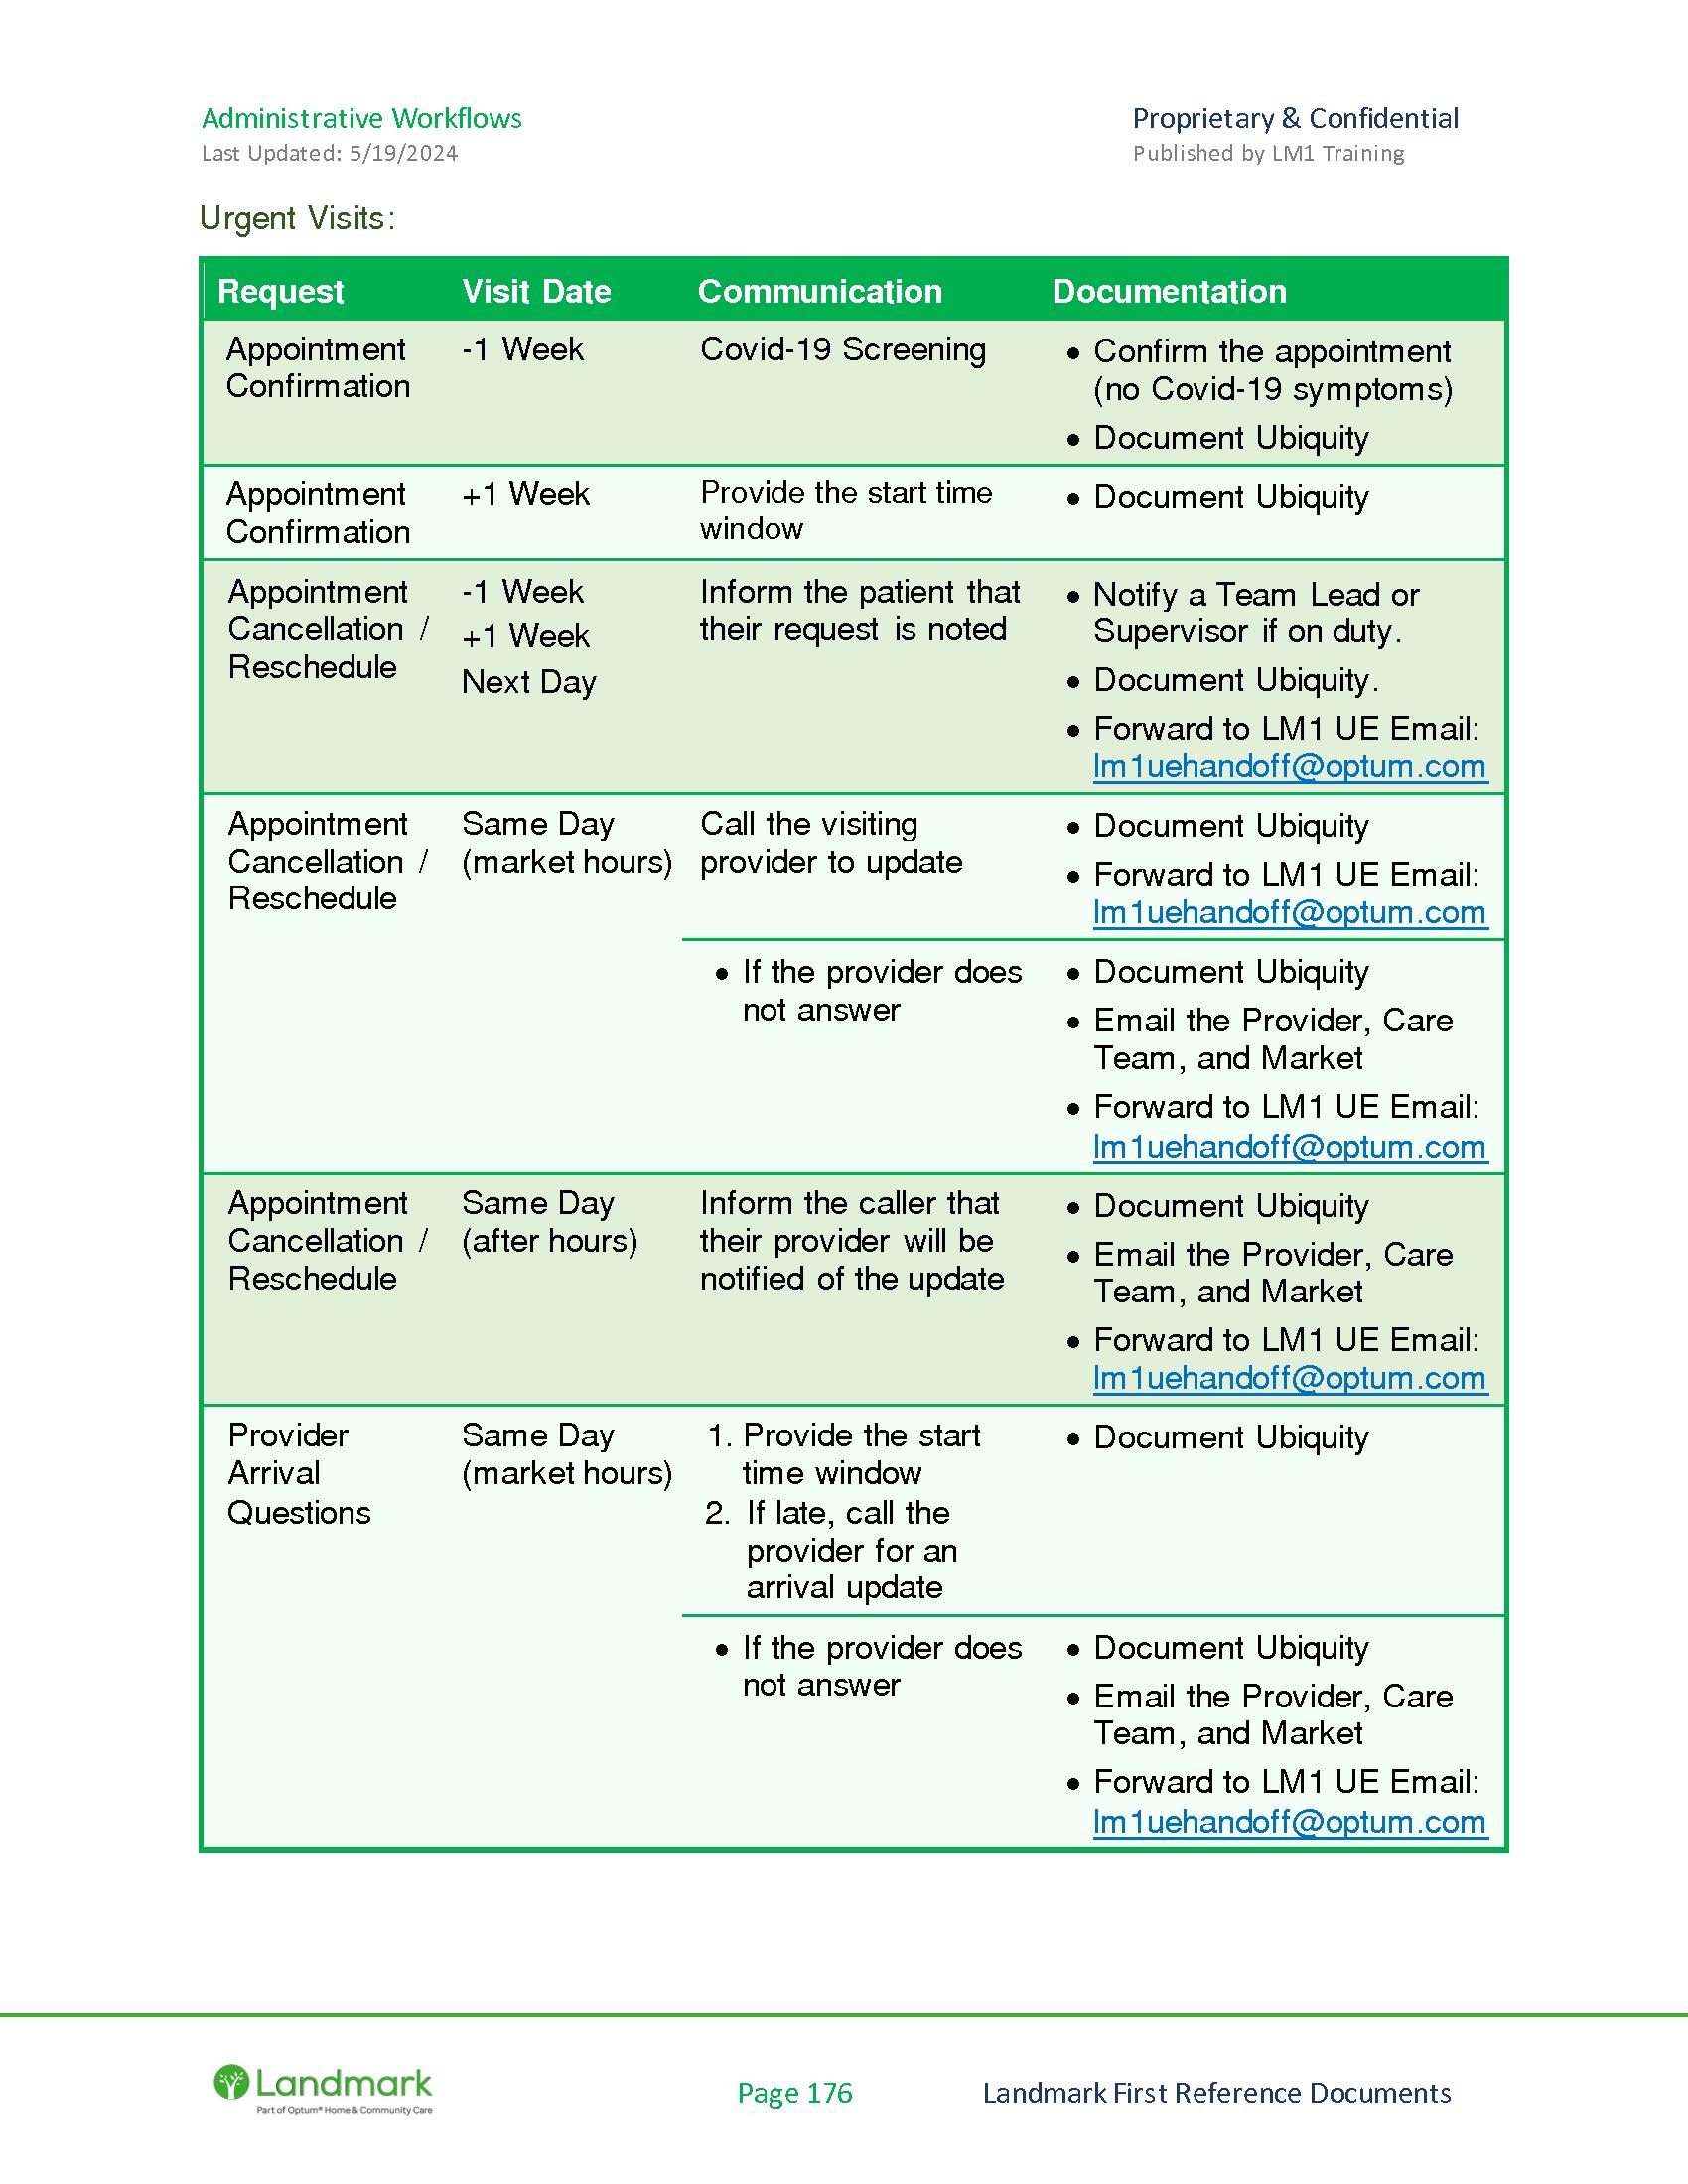 Administrative Workflows
Last Updated: 5/19/2024
Proprietary & Confidential
Published by LM1 Training
Urgent Visits:
Request Visit Date Communication Documentation
Appointment
Confirmation
-1 Week
Covid-19 Screening
• Confirm the appointment
(no Covid-19 symptoms)
• Document Ubiquity
Appointment
Confirmation
+1 Week
Provide the start time
window
• Document Ubiquity
Appointment
Cancellation /
Reschedule
-1 Week
+1 Week
Next Day
Inform the patient that
their request is noted
• Notify a Team Lead or
Supervisor if on duty.
• Document Ubiquity.
• Forward to LM1 UE Email:
lm1uehandoff@optum.com
Appointment
Cancellation /
Reschedule
Same Day
(market hours)
Call the visiting
provider to update
• Document Ubiquity
• Forward to LM1 UE Email:
lm1uehandoff@optum.com
• If the provider does
not answer
• Document Ubiquity
• Email the Provider, Care
Team, and Market
• Forward to LM1 UE Email:
lm1uehandoff@optum.com
Appointment
Cancellation /
Reschedule
Same Day
(after hours)
Inform the caller that
their provider will be
notified of the update
• Document Ubiquity
• Email the Provider, Care
Team, and Market
• Forward to LM1 UE Email:
lm1uehandoff@optum.com
Provider
Arrival
Questions
Same Day
(market hours)
1. Provide the start
time window
2. If late, call the
provider for an
arrival update
• Document Ubiquity
• If the provider does
not answer
• Document Ubiquity
• Email the Provider, Care
Team, and Market
• Forward to LM1 UE Email:
lm1uehandoff@optum.com
Landmark
Part of Optum® Home & Community Care
Page 176
Landmark First Reference Documents